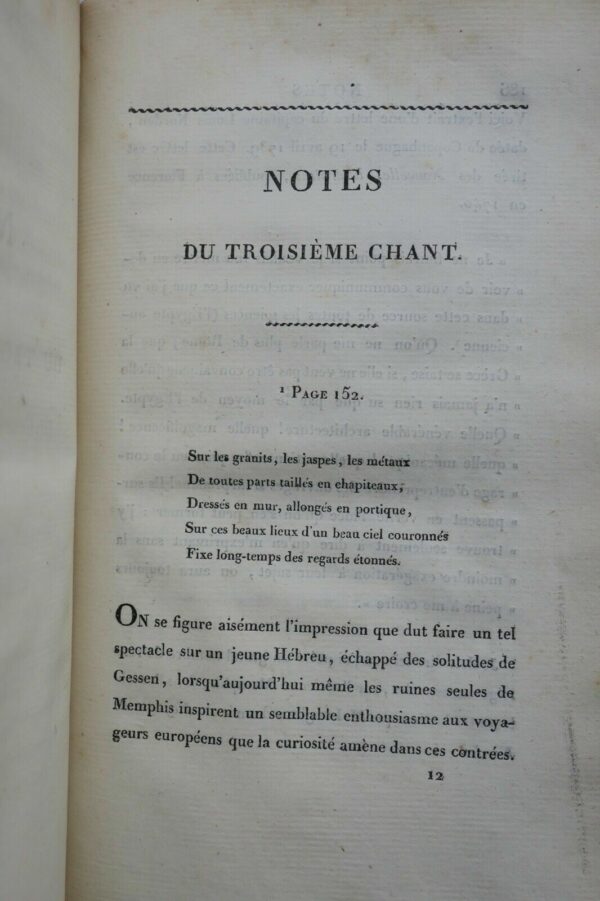 NOTES
DU TROISIÈME CHANT.
¹ PAGE 152.
Sur les granits, les jaspes, les métaux
De toutes parts taillés en chapiteaux,
Dressés en mur, allongés en portique,
Sur ces beaux lieux d'un beau ciel couronnés
Fixe long-temps des regards étonnés.
ON se figure aisément l'impression que dut faire un tel
spectacle sur un jeune Hébreu, échappé des solitudes de
Gessen, lorsqu'aujourd'hui même les ruines seules de
Memphis inspirent un semblable enthousiasme aux voya-
geurs européens que la curiosité amène dans ces contrées.
12